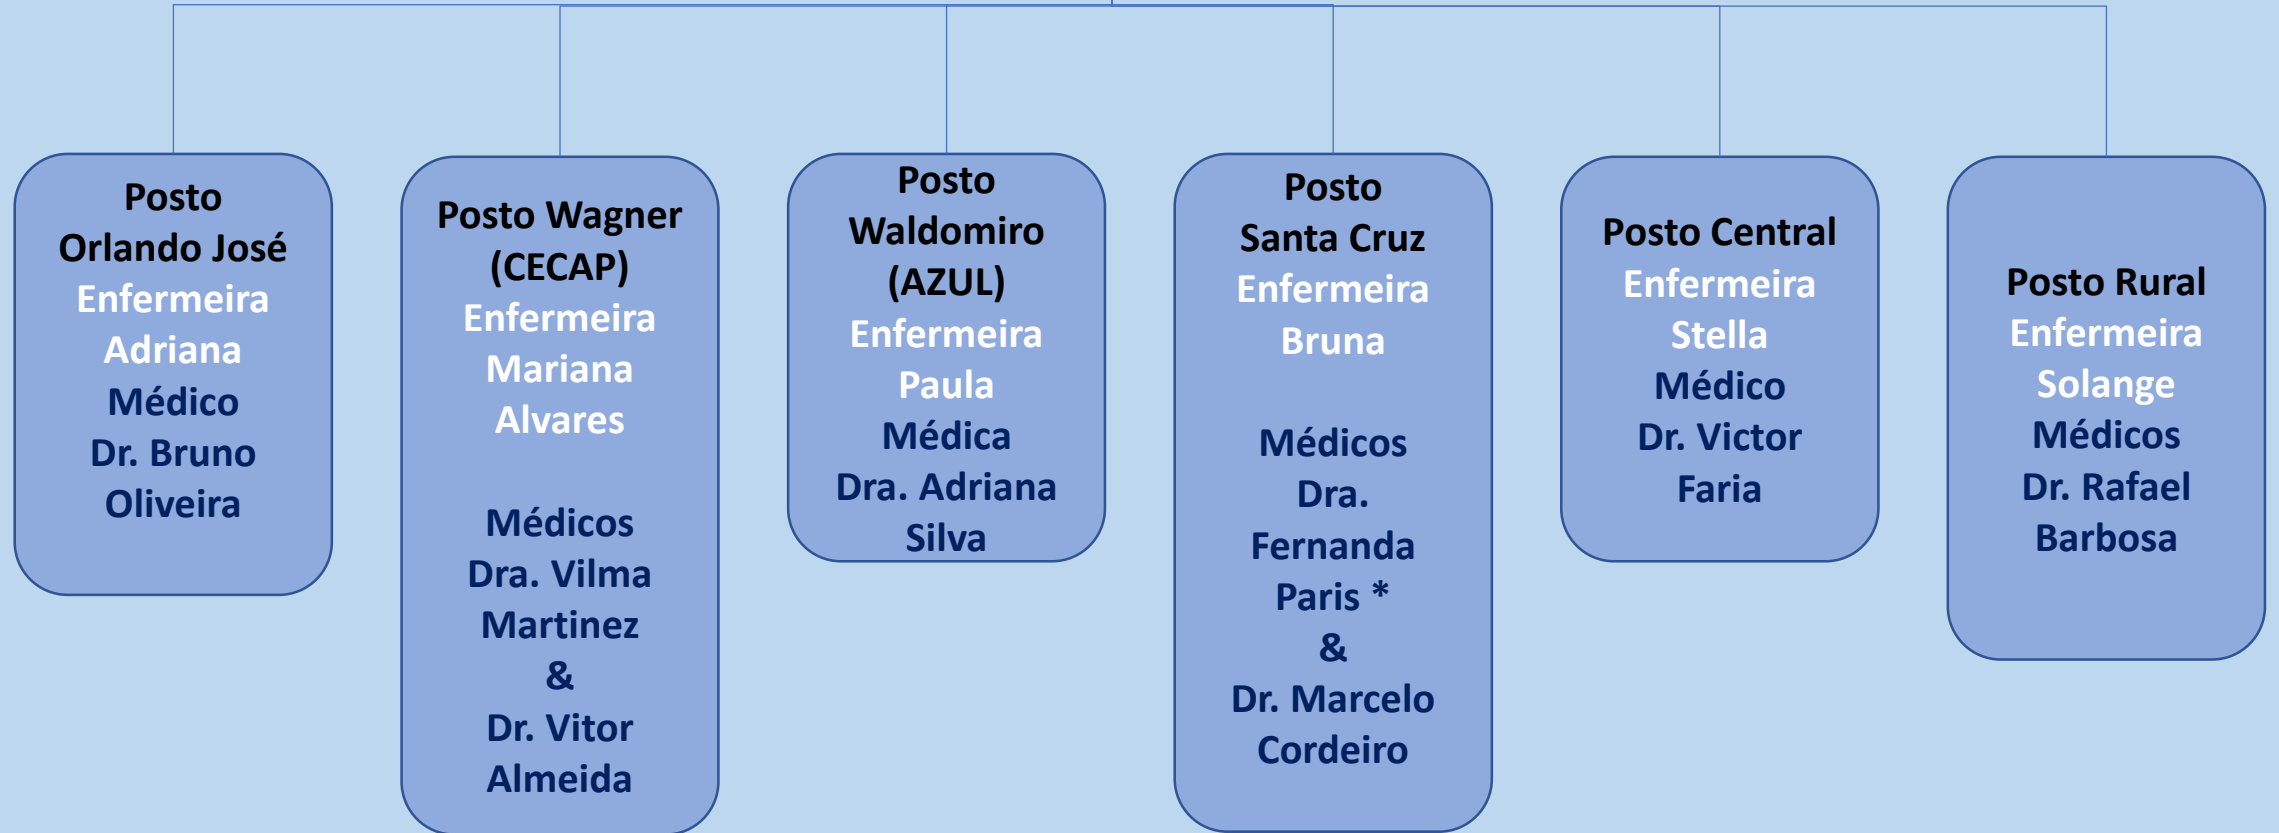 Posto
Orlando José
Enfermeira
Adriana
Médico
Dr. Bruno
Oliveira
Posto Wagner
(CECAP)
Enfermeira
Mariana
Alvares
Médicos
Dra. Vilma
Martinez
&
Dr. Vitor
Almeida
Posto
Waldomiro
(AZUL)
Enfermeira
Paula
Médica
Dra. Adriana
Silva
Posto
Santa Cruz
Enfermeira
Bruna
Médicos
Dra.
Fernanda
Paris *
&
Dr. Marcelo
Cordeiro
Posto Central
Enfermeira
Stella
Médico
Dr. Victor
Faria
Posto Rural
Enfermeira
Solange
Médicos
Dr. Rafael
Barbosa